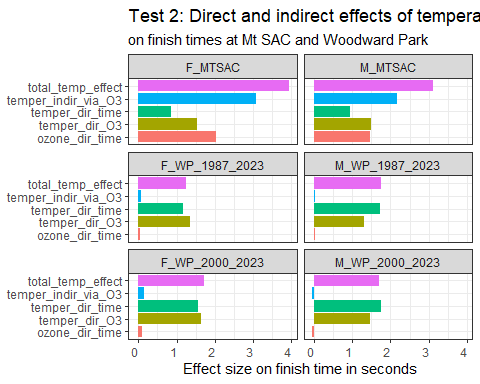 Test 2: Direct and indirect effects of tempera
on finish times at Mt SAC and Woodward Park
F_MTSAC
M_MTSAC
total_temp_effect
temper_indir_via_O3
temper_dir_time
temper_dir_O3
ozone_dir_time
F_WP_1987_2023
M_WP_1987_2023
total_temp_effect
temper_indir_via_O3
temper_dir_time
temper_dir_O3
ozone_dir_time
F_WP_2000_2023
M_WP_2000_2023
total_temp_effect
temper_indir_via_O3
temper_dir_time
temper_dir_O3
ozone_dir_time
0 1 2 3 4 0 1 2 3 4
Effect size on finish time in seconds